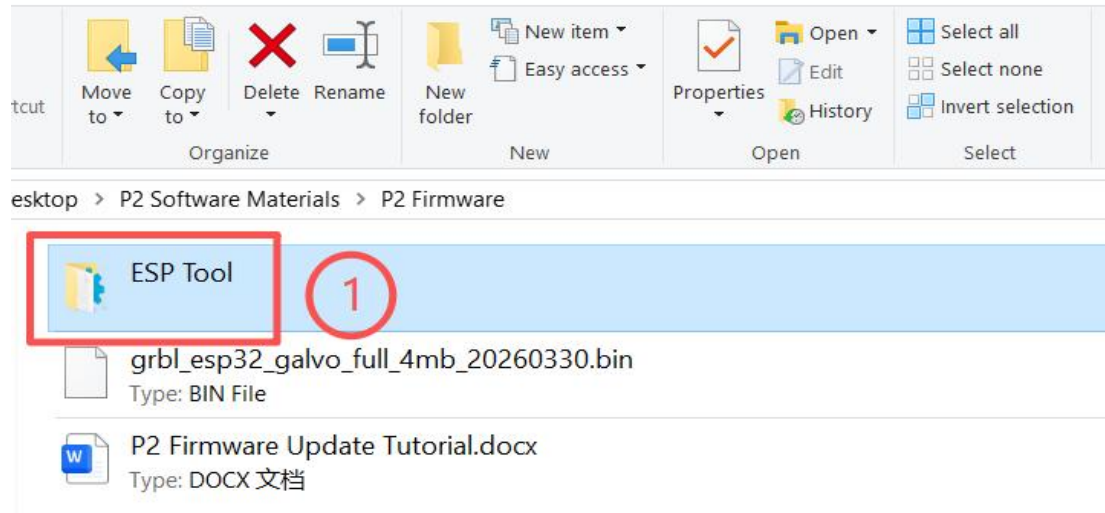 New item
Open
Select all
Easy access
Edit
Select none
tcut
Move to
Copy to
Delete
Rename
New folder
Properties
History
Invert selection
Organize
New
Open
Select
esktop > P2 Software Materials > P2 Firmware
ESP Tool
1
grbl_esp32_galvo_full_4mb_20260330.bin
Type: BIN File
W
P2 Firmware Update Tutorial.docx
Type: DOCX 文档